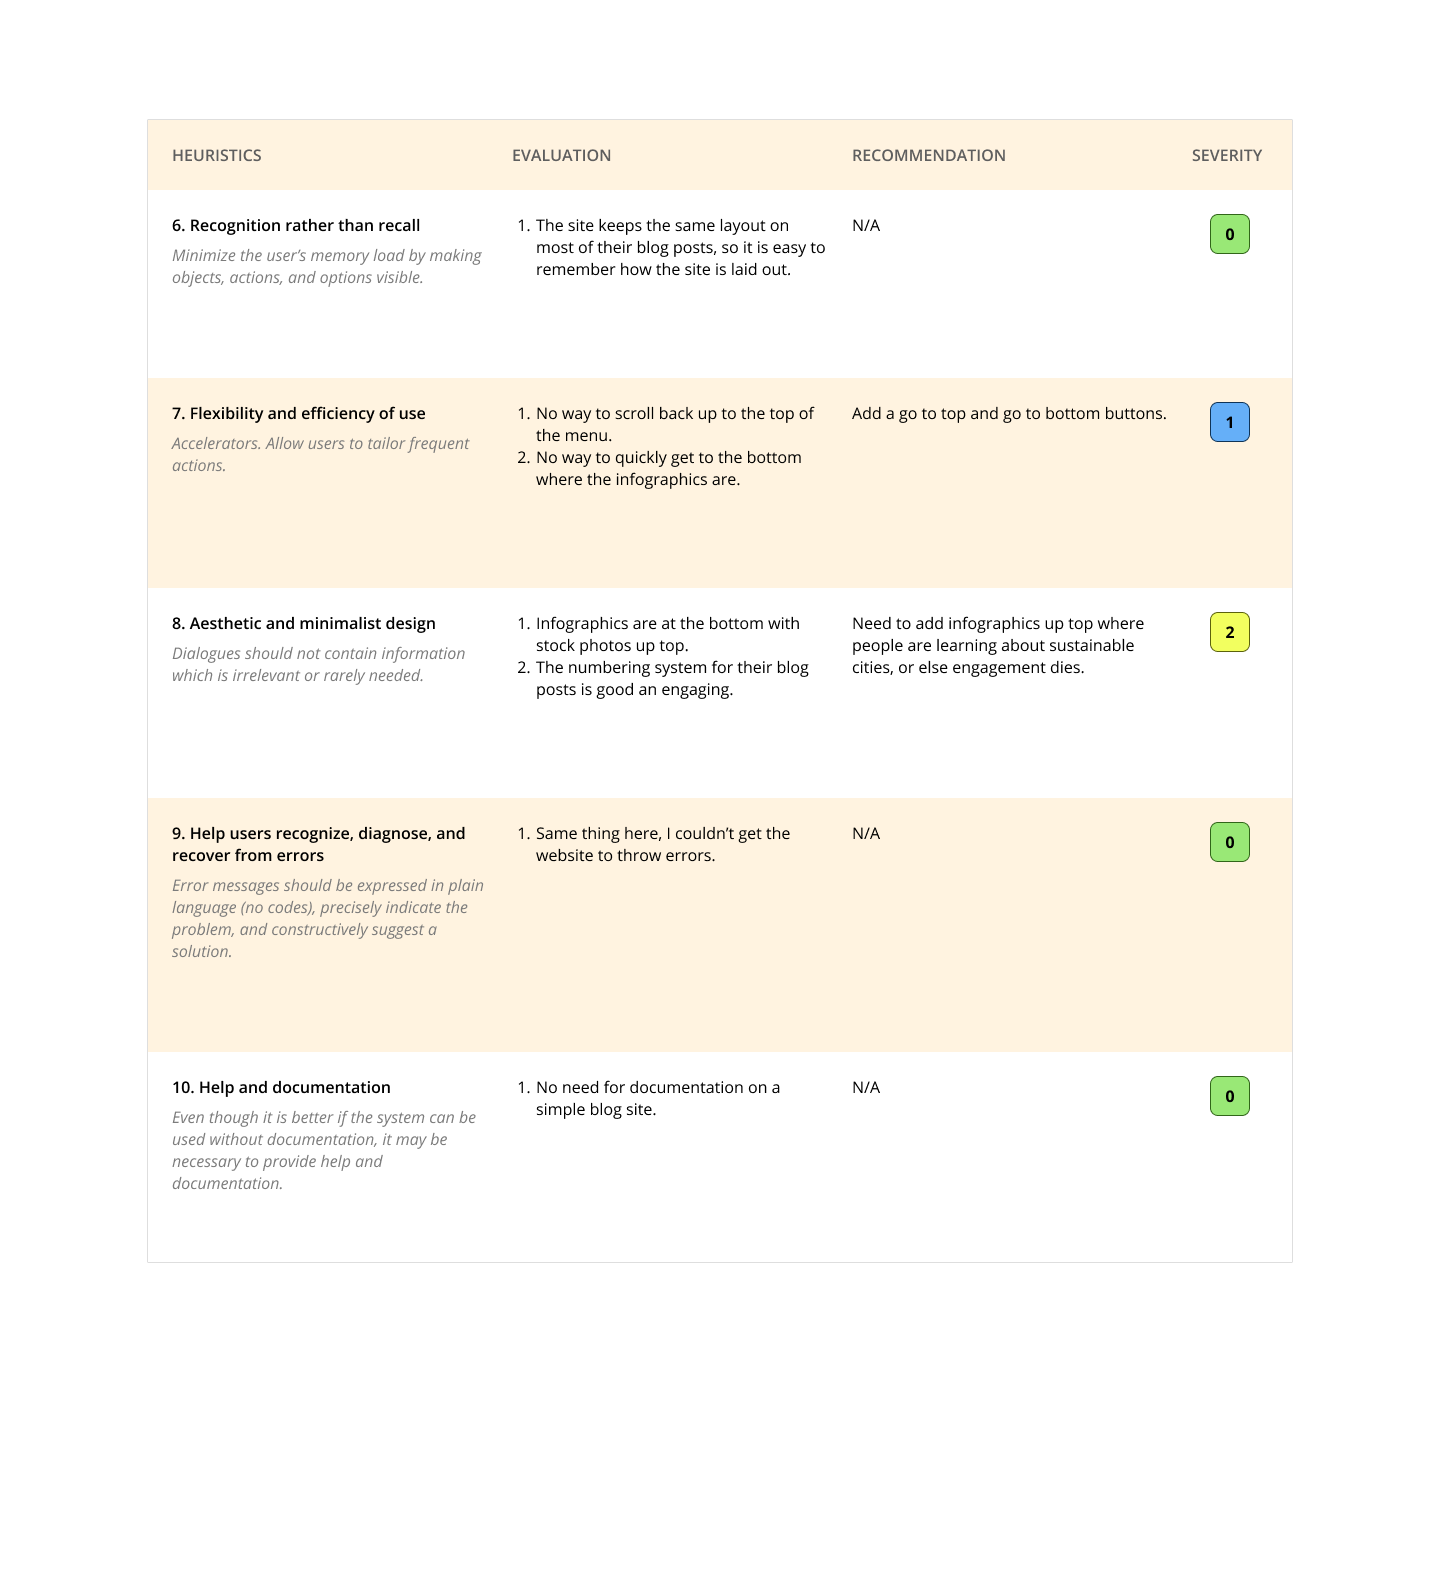 HEURISTICS EVALUATION RECOMMENDATION SEVERITY
6. Recognition rather than recall
Minimize the user’s memory load by making
objects, actions, and options visible.
1. The site keeps the same layout on
most of their blog posts, so it is easy to
remember how the site is laid out.
N/A
0
7. Flexibility and efficiency of use
Accelerators. Allow users to tailor frequent
actions.
1. No way to scroll back up to the top of
the menu.
2. No way to quickly get to the bottom
where the infographics are.
Add a go to top and go to bottom buttons.
1
8. Aesthetic and minimalist design
Dialogues should not contain information
which is irrelevant or rarely needed.
1. Infographics are at the bottom with
stock photos up top.
2. The numbering system for their blog
posts is good an engaging.
Need to add infographics up top where
people are learning about sustainable
cities, or else engagement dies.
2
9. Help users recognize, diagnose, and
recover from errors
Error messages should be expressed in plain
language (no codes), precisely indicate the
problem, and constructively suggest a
solution.
1. Same thing here, I couldn’t get the
website to throw errors.
N/A
0
10. Help and documentation
Even though it is better if the system can be
used without documentation, it may be
necessary to provide help and
documentation.
1. No need for documentation on a
simple blog site.
N/A
0